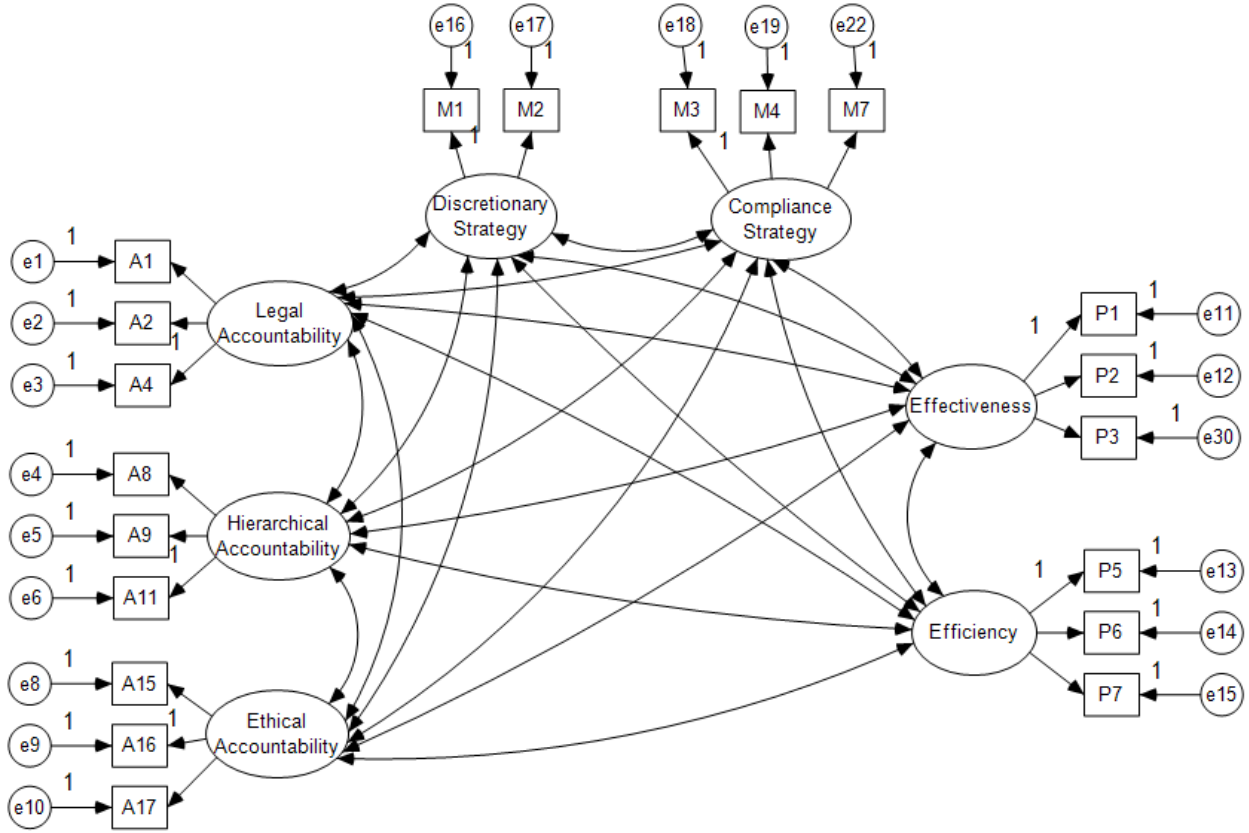 e16
e17
e18
e19
e22
1
1
1
1
1
M1
M2
M3
M4
M7
1
1
Discretionary
Strategy
Compliance
Strategy
1
e1
A1
1
e2
A2
1
1
e3
A4
Legal
Accountability
1
e4
A8
1
e5
A9
1
1
e6
A11
Hierarchical
Accountability
1
e8
A15
1
e9
A16
1
1
e10
A17
Ethical
Accountability
Effectiveness
1
P1
1
e11
P2
1
e12
P3
1
e30
Efficiency
1
P5
1
e13
P6
1
e14
P7
1
e15